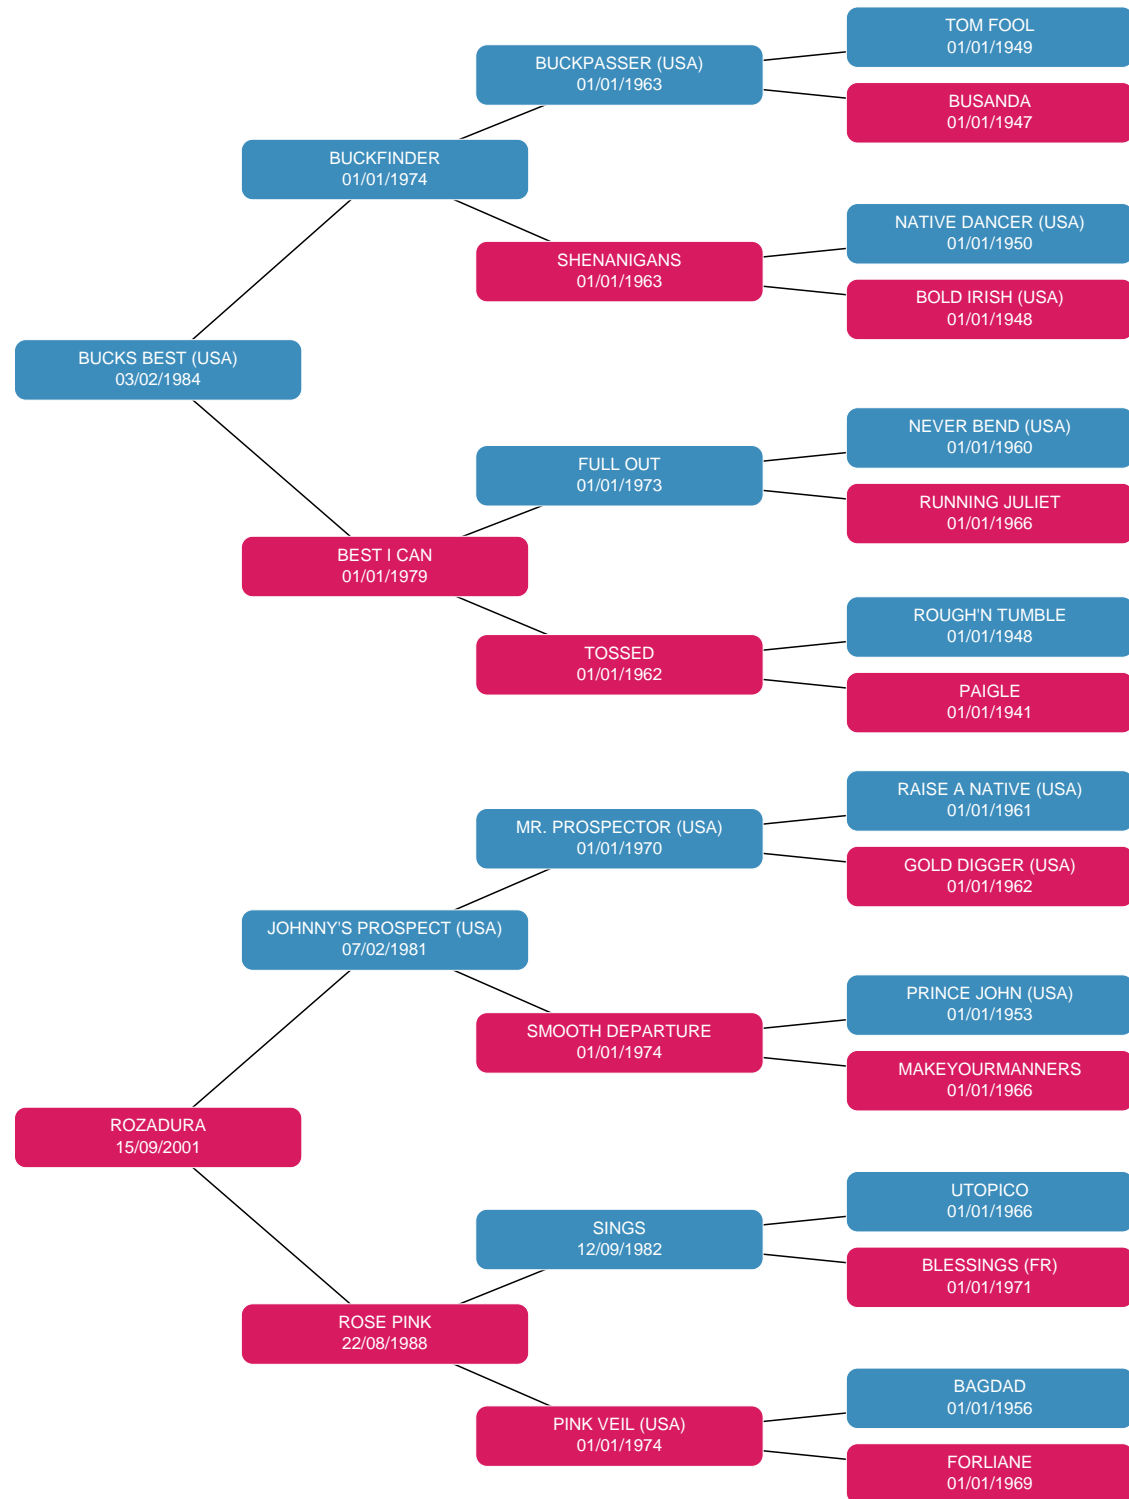 TOM FOOL
01/01/1949
BUCKPASSER (USA)
01/01/1963
BUSANDA
01/01/1947
BUCKFINDER
01/01/1974
NATIVE DANCER (USA)
01/01/1950
SHENANIGANS
01/01/1963
BOLD IRISH (USA)
01/01/1948
BUCKS BEST (USA)
03/02/1984
NEVER BEND (USA)
01/01/1960
FULL OUT
01/01/1973
RUNNING JULIET
01/01/1966
BEST I CAN
01/01/1979
ROUGH'N TUMBLE
01/01/1948
TOSSED
01/01/1962
PAIGLE
01/01/1941
RAISE A NATIVE (USA)
01/01/1961
MR. PROSPECTOR (USA)
01/01/1970
GOLD DIGGER (USA)
01/01/1962
JOHNNY'S PROSPECT (USA)
07/02/1981
PRINCE JOHN (USA)
01/01/1953
SMOOTH DEPARTURE
01/01/1974
MAKEYOURMANNERS
01/01/1966
ROZADURA
15/09/2001
UTOPICO
01/01/1966
SINGS
12/09/1982
BLESSINGS (FR)
01/01/1971
ROSE PINK
22/08/1988
BAGDAD
01/01/1956
PINK VEIL (USA)
01/01/1974
FORLIANE
01/01/1969